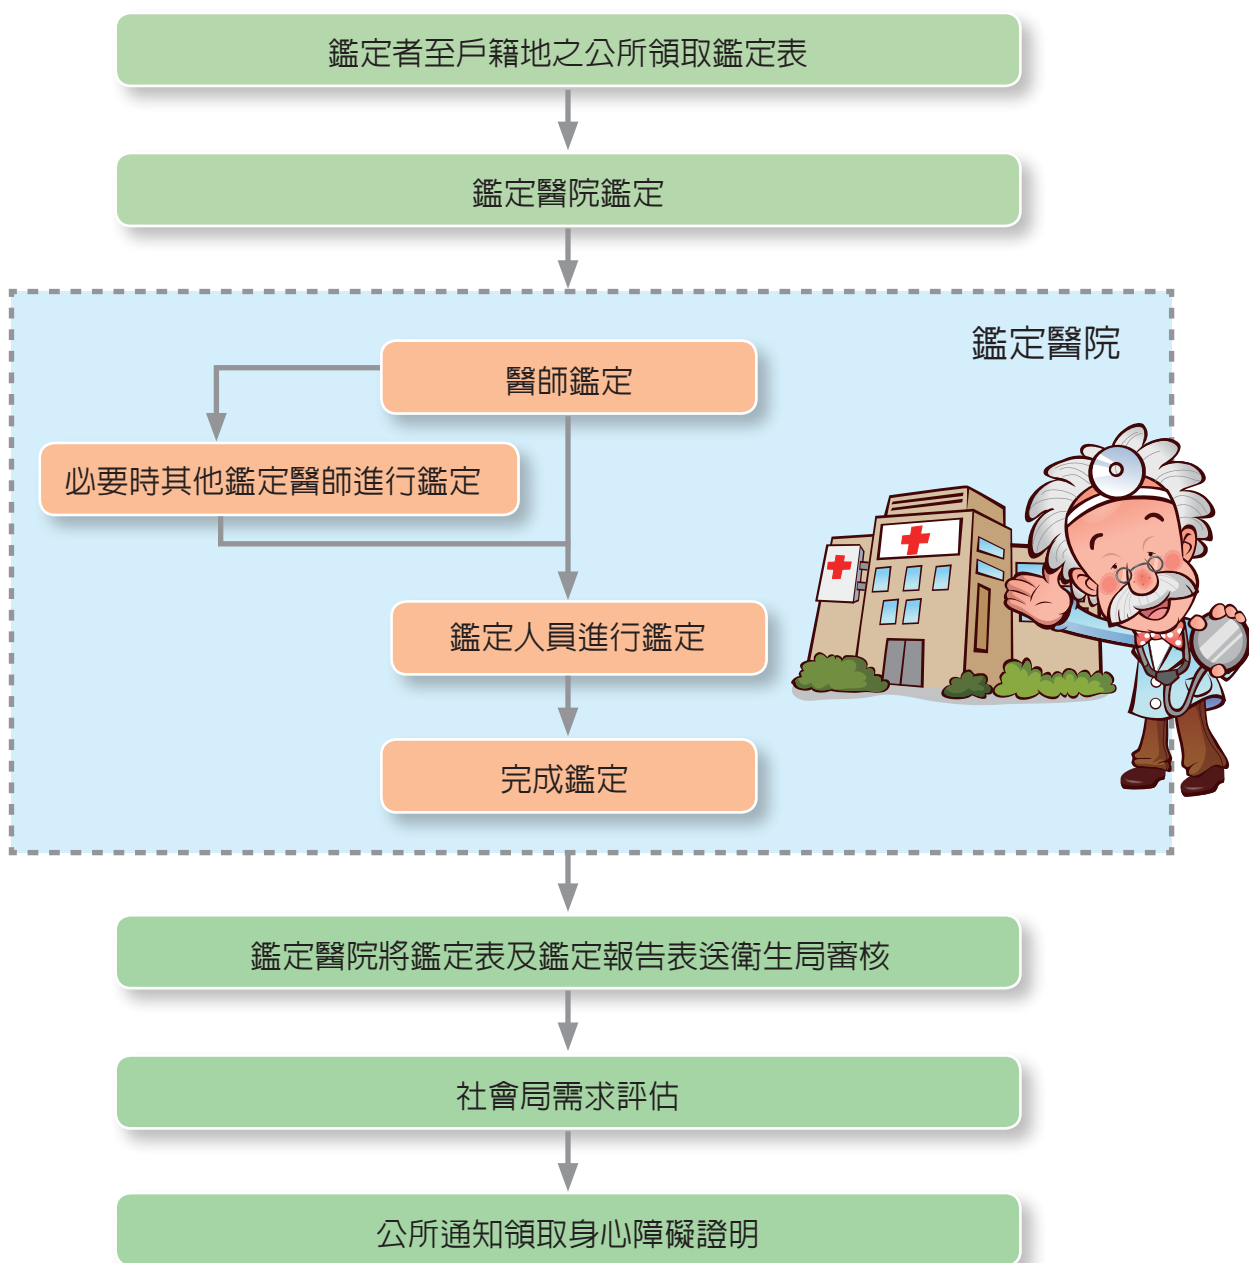 鑑定者至戶籍地之公所領取鑑定表
鑑定醫院鑑定
鑑定醫院
醫師鑑定
必要時其他鑑定醫師進行鑑定
鑑定人員進行鑑定
完成鑑定
鑑定醫院將鑑定表及鑑定報告表送衛生局審核
社會局需求評估
公所通知領取身心障礙證明